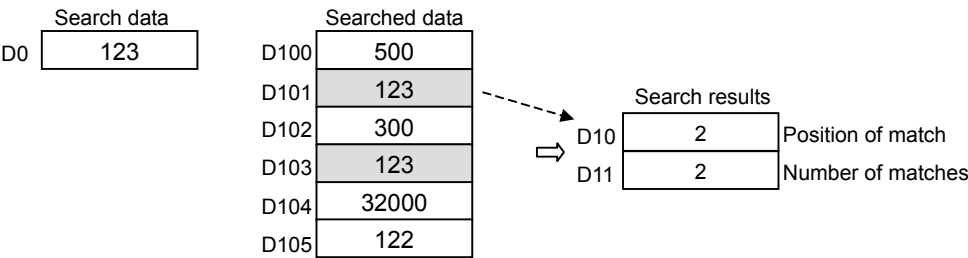 Search data
D0 123
Searched data
D100 500
D101 123
D102 300
D103 123
D104 32000
D105 122
Search results
D10 2 Position of match
D11 2 Number of matches